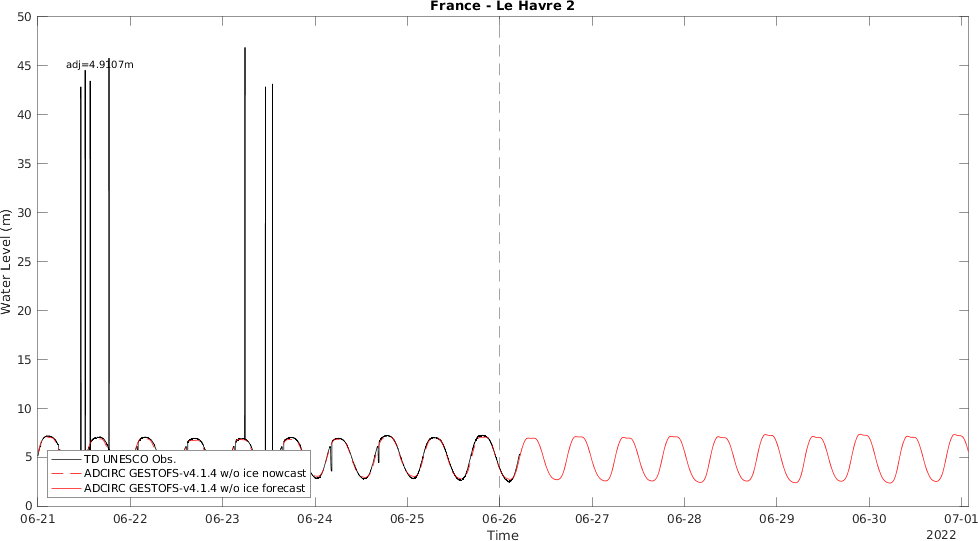 France - Le Havre 2
50
45
40
35
30
25
20
15
10
5
0
adj=4.9107m
Water Level (m)
TD UNESCO Obs.
ADCIRC GESTOFS-v4.1.4 w/o ice nowcast
ADCIRC GESTOFS-v4.1.4 w/o ice forecast
06-21 06-22 06-23 06-24 06-25 06-26 06-27 06-28 06-29 06-30 07-01
Time
2022